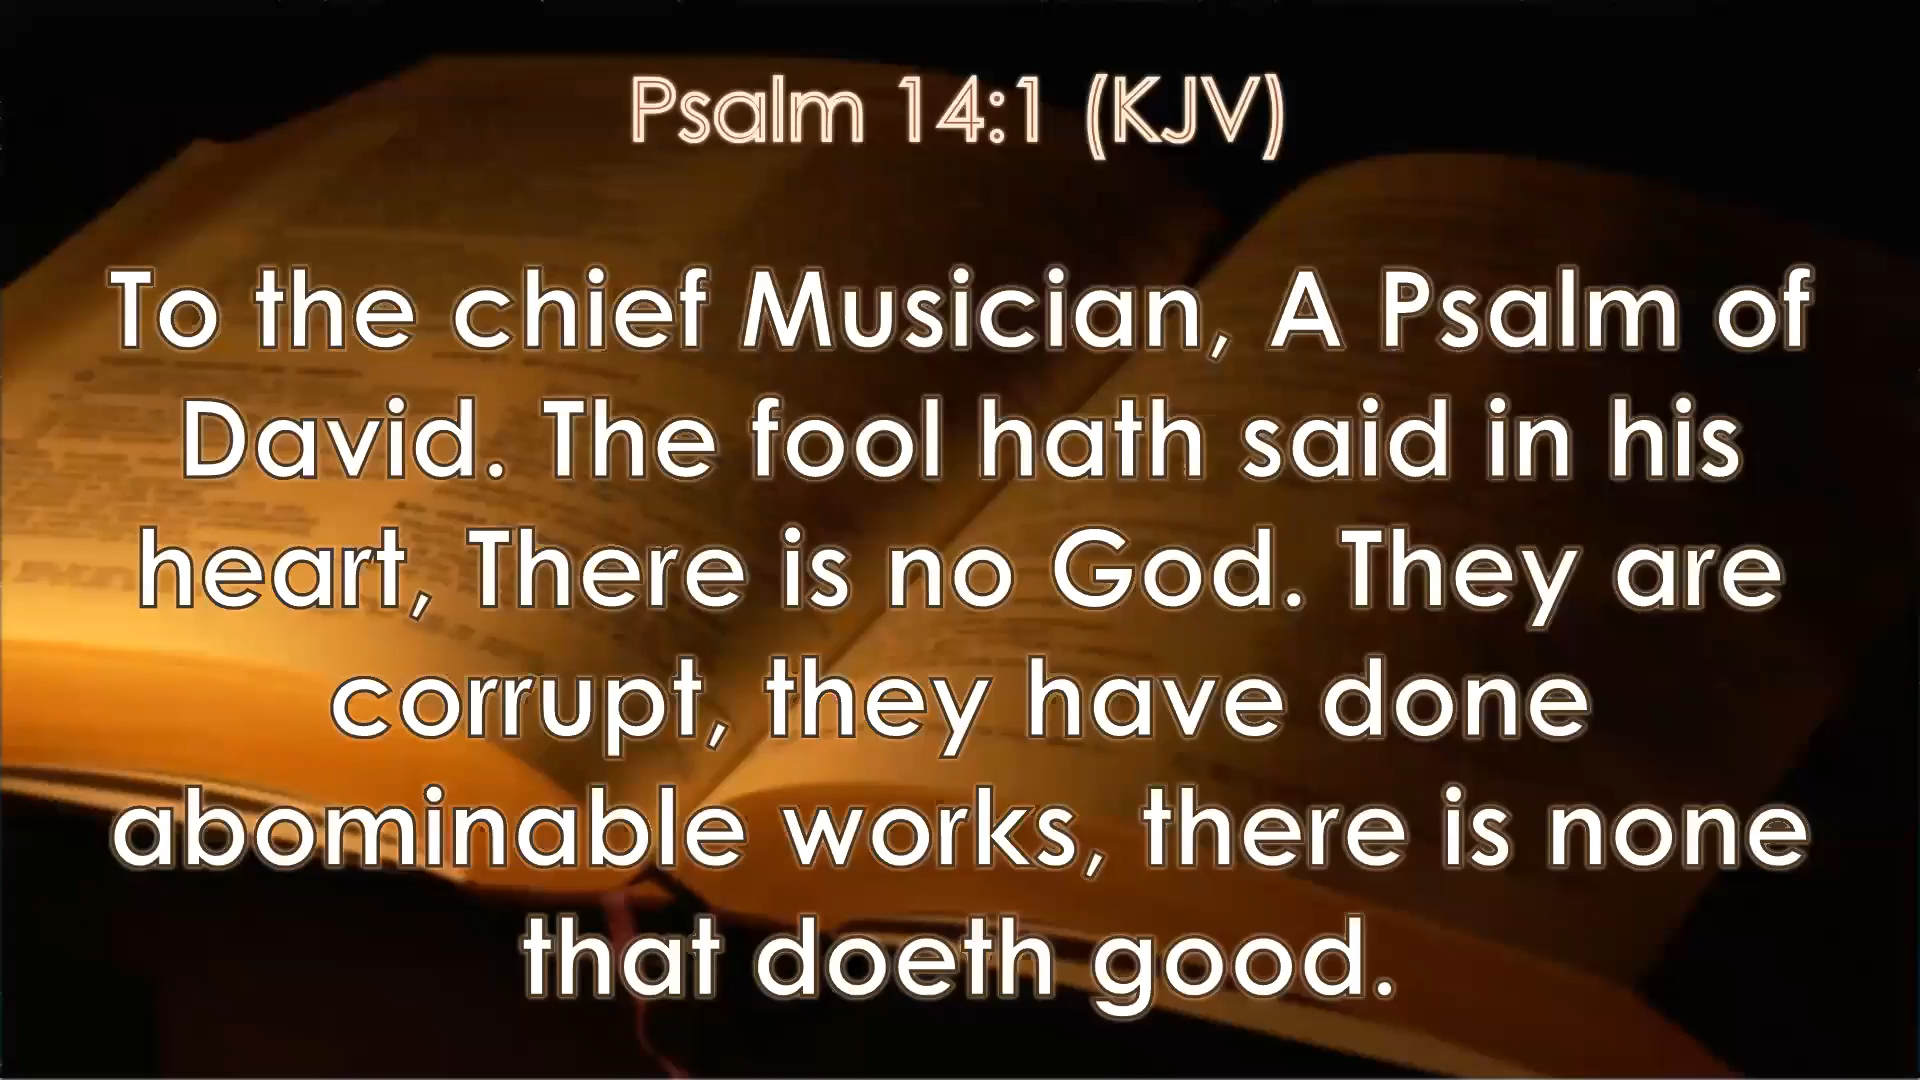 Psalm 14:1 (KJV)
To the chief Musician, A Psalm of
David. The fool hath said in his
heart, There is no God. They are
corrupt, they have done
abominable works, there is none
that doeth good.